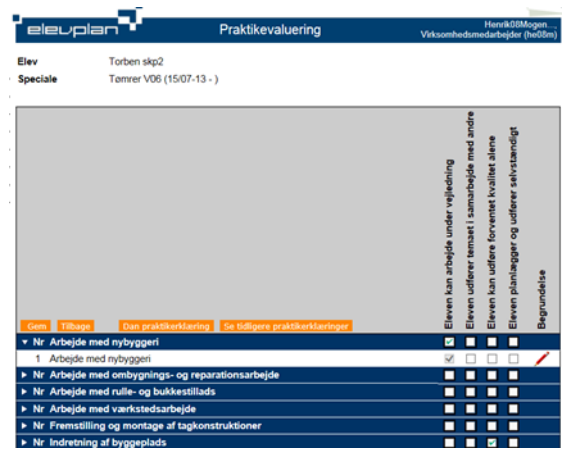 elevplan
Praktikevaluering
Henrik08Mogen...,
Virksomhedsmedarbejder (he08m)
Elev Torben skp2
Speciale Tømrer V06 (15/07-13 - )
Eleven kan arbejde under vejledning
Eleven udfører temaet i samarbejde med andre
Eleven kan udføre forventet kvalitet alene
Eleven planlægger og udfører selvstændigt
Begrundelse
Gem Tilbage Dan praktikerklæring Se tidligere praktikerklæringer
Nr Arbejde med nybyggeri
1 Arbejde med nybyggeri
Nr Arbejde med ombygnings- og reparationsarbejde
Nr Arbejde med rulle- og bukkestillads
Nr Arbejde med værkstedsarbejde
Nr Fremstilling og montage af tagkonstruktioner
Nr Indretning af byggeplads